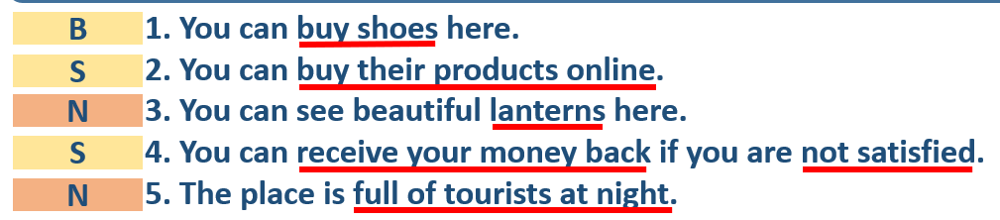 B 1. You can buy shoes here.
S 2. You can buy their products online.
N 3. You can see beautiful lanterns here.
S 4. You can receive your money back if you are not satisfied.
N 5. The place is full of tourists at night.